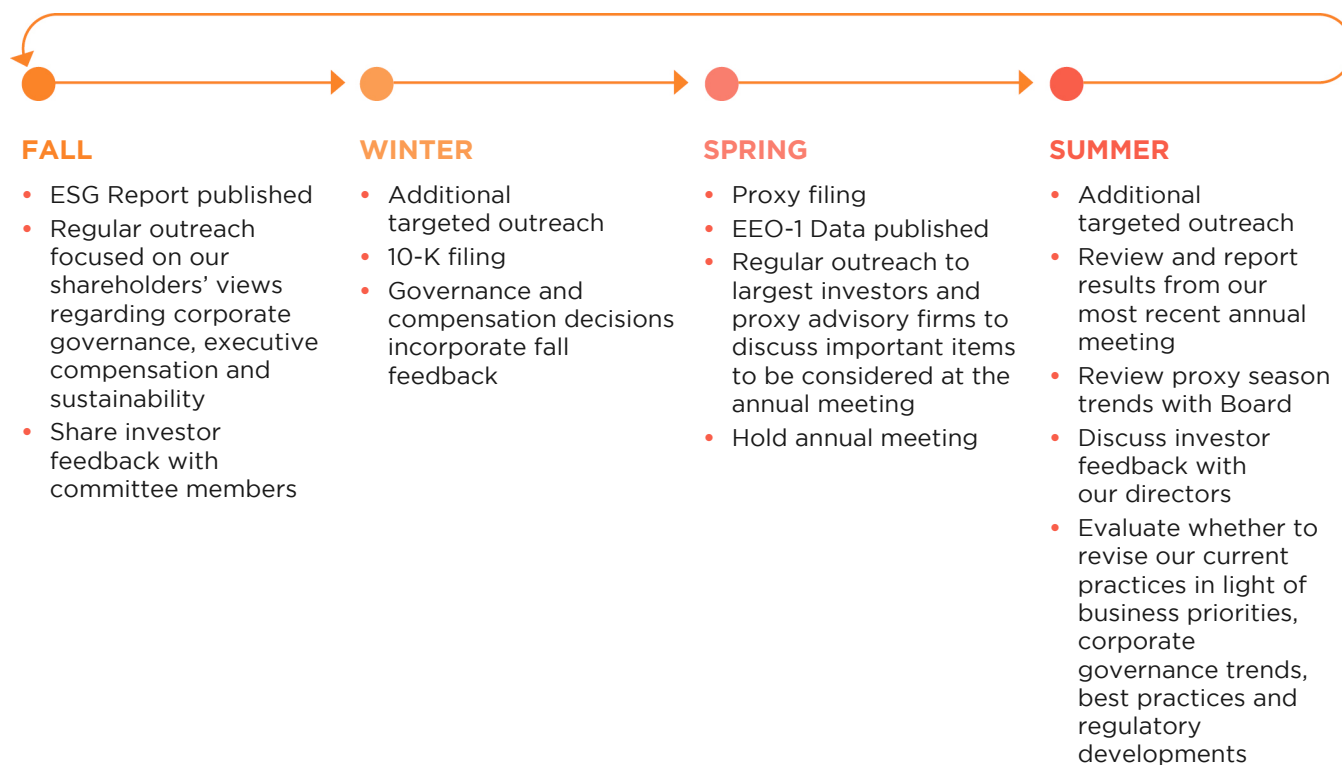 FALL
• ESG Report published
• Regular outreach
focused on our
shareholders’ views
regarding corporate
governance, executive
compensation and
sustainability
• Share investor
feedback with
committee members
WINTER
• Additional
targeted outreach
• 10-K filing
• Governance and
compensation decisions
incorporate fall
feedback
SPRING
• Proxy filing
• EEO-1 Data published
• Regular outreach to
largest investors and
proxy advisory firms to
discuss important items
to be considered at the
annual meeting
• Hold annual meeting
SUMMER
• Additional
targeted outreach
• Review and report
results from our
most recent annual
meeting
• Review proxy season
trends with Board
• Discuss investor
feedback with
our directors
• Evaluate whether to
revise our current
practices in light of
business priorities,
corporate
governance trends,
best practices and
regulatory
developments